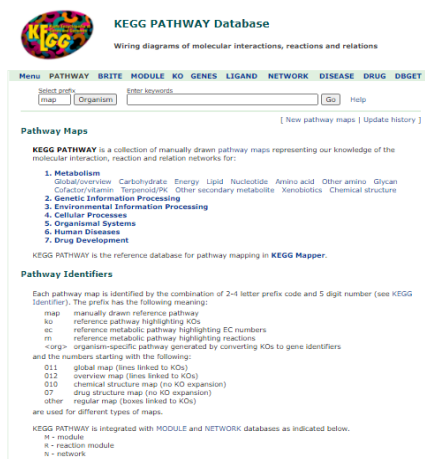 KEGG
KEGG PATHWAY Database
Wiring diagrams of molecular interactions, reactions and relations
Menu PATHWAY BRITE MODULE KO GENES LIGAND NETWORK DISEASE DRUG DBGET
Select prefix Enter keywords
map Organism Go Help
[ New pathway maps | Update history ]
Pathway Maps
KEGG PATHWAY is a collection of manually drawn pathway maps representing our knowledge of the
molecular interaction, reaction and relation networks for:
1. Metabolism
Global/overview Carbohydrate Energy Lipid Nucleotide Amino acid Other amino Glycan
Cofactor/vitamin Terpenoid/PK Other secondary metabolite Xenobiotics Chemical structure
2. Genetic Information Processing
3. Environmental Information Processing
4. Cellular Processes
5. Organismal Systems
6. Human Diseases
7. Drug Development
KEGG PATHWAY is the reference database for pathway mapping in KEGG Mapper.
Pathway Identifiers
Each pathway map is identified by the combination of 2-4 letter prefix code and 5 digit number (see KEGG
Identifier). The prefix has the following meaning:
map manually drawn reference pathway
ko reference pathway highlighting KOs
ec reference metabolic pathway highlighting EC numbers
rn reference metabolic pathway highlighting reactions
<org> organism-specific pathway generated by converting KOs to gene identifiers
and the numbers starting with the following:
011 global map (lines linked to KOs)
012 overview map (lines linked to KOs)
010 chemical structure map (no KO expansion)
07 drug structure map (no KO expansion)
other regular map (boxes linked to KOs)
are used for different types of maps.
KEGG PATHWAY is integrated with MODULE and NETWORK databases as indicated below.
M - module
R - reaction module
N - network